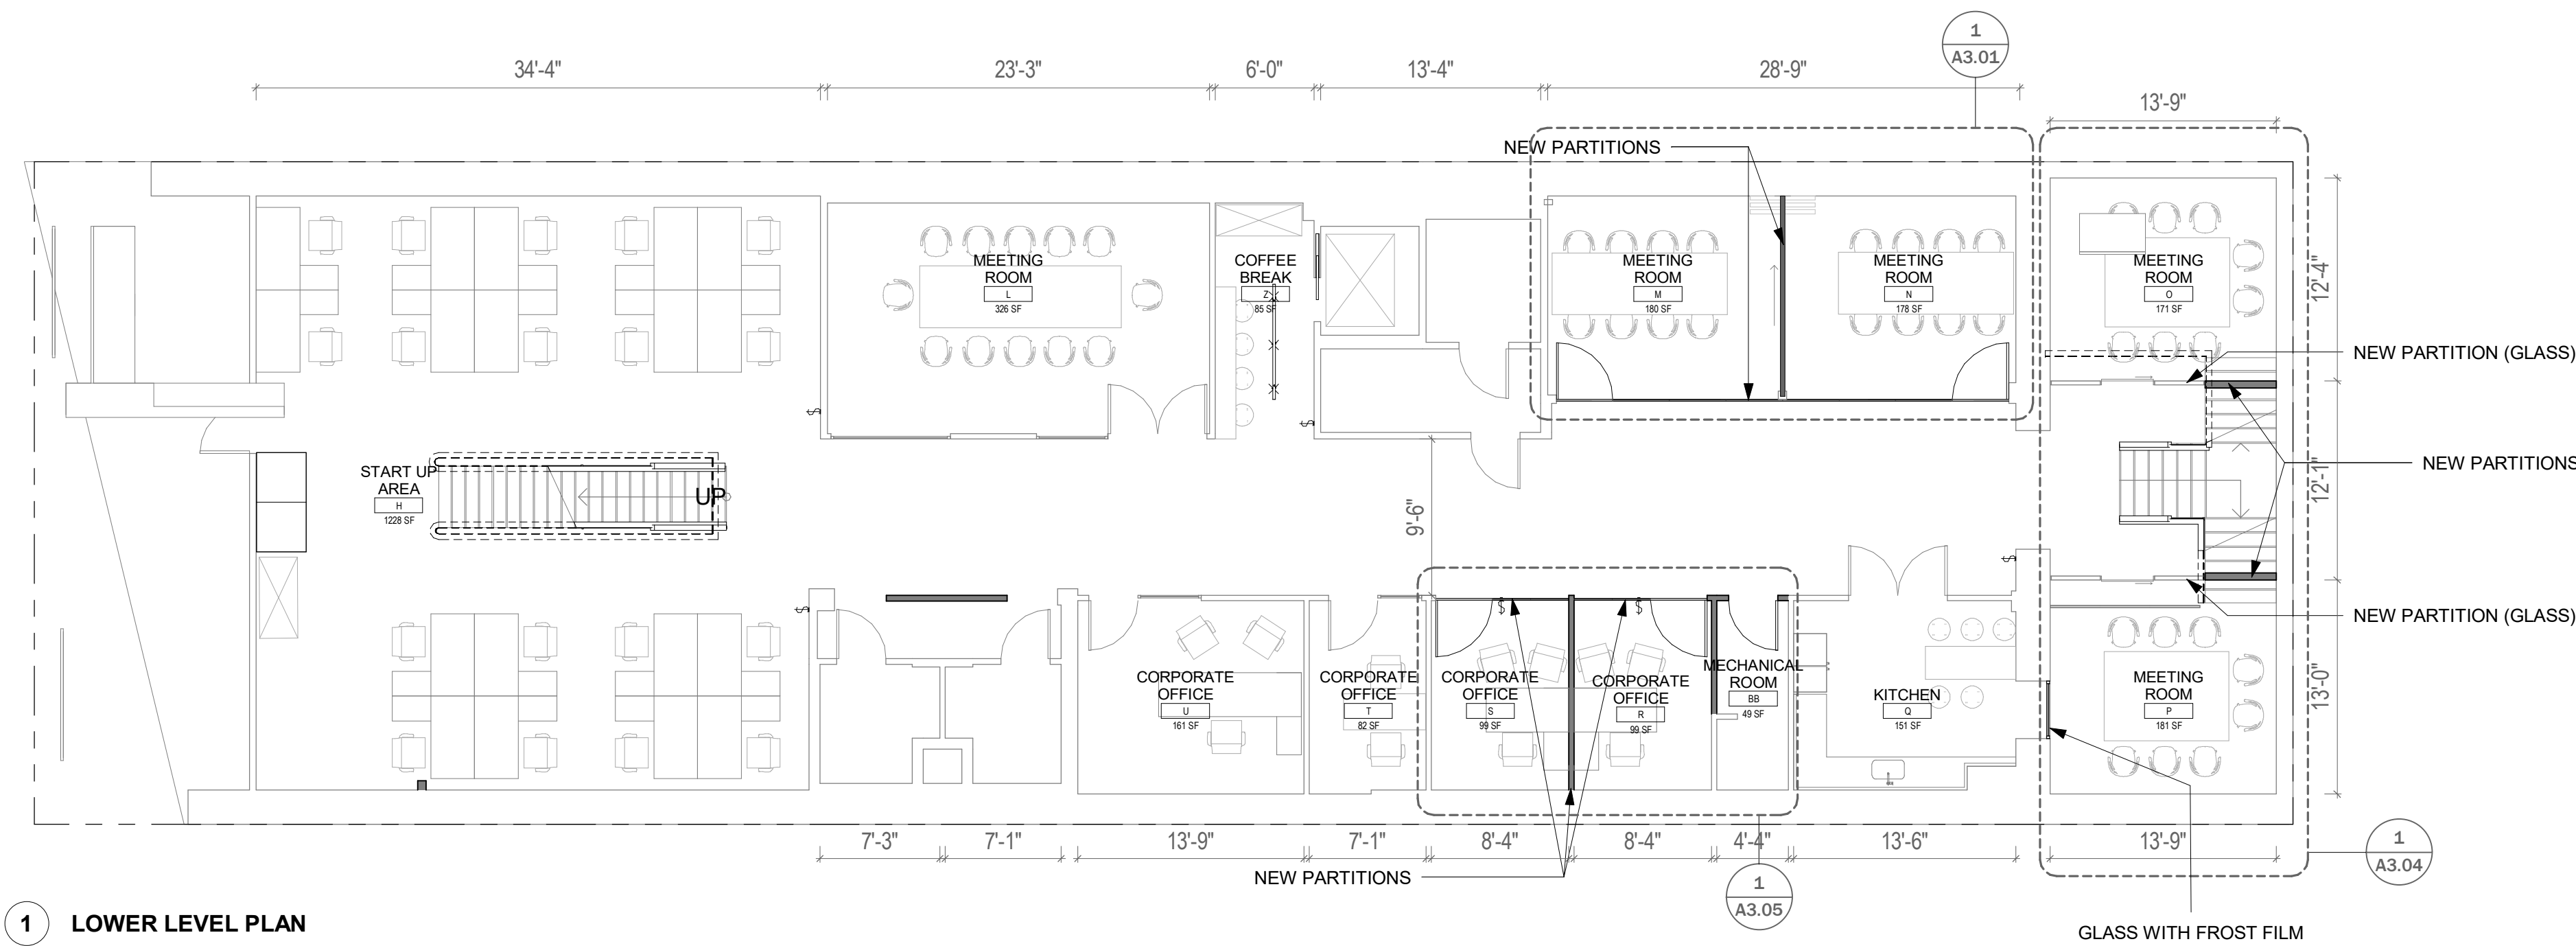 1
A3.01
34'-4"
23'-3"
6'-0"
13'-4"
28'-9"
13'-9"
NEW PARTITIONS
MEETING
ROOM
L
326 SF
COFFEE
BREAK
Z
85 SF
MEETING
ROOM
M
180 SF
MEETING
ROOM
N
178 SF
MEETING
ROOM
O
171 SF
12'-4"
NEW PARTITION (GLASS)
START UP
AREA
H
1228 SF
UP
9'-6"
12'-1"
NEW PARTITIONS
NEW PARTITION (GLASS)
$
$
$
$
$
$
CORPORATE
OFFICE
U
161 SF
CORPORATE
OFFICE
T
82 SF
CORPORATE
OFFICE
S
99 SF
CORPORATE
OFFICE
R
99 SF
MECHANICAL
ROOM
BB
49 SF
KITCHEN
Q
151 SF
MEETING
ROOM
P
181 SF
13'-0"
7'-3"
7'-1"
13'-9"
7'-1"
8'-4"
8'-4"
4'-4"
13'-6"
13'-9"
1
A3.04
NEW PARTITIONS
1
A3.05
GLASS WITH FROST FILM
1
LOWER LEVEL PLAN